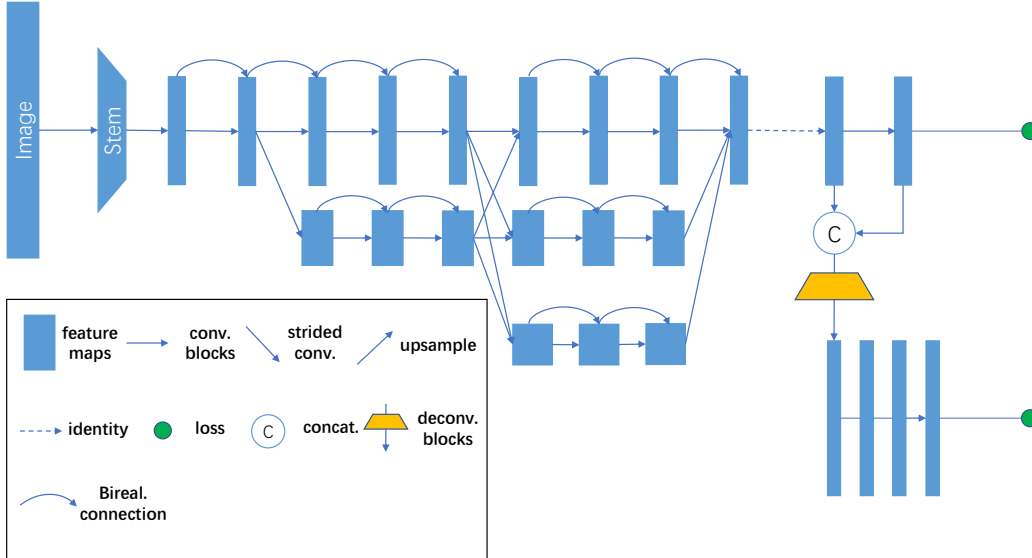 Image
Stem
C
feature
maps
conv.
blocks
strided
conv.
upsample
identity
loss
C
concat.
deconv.
blocks
Bireal.
connection